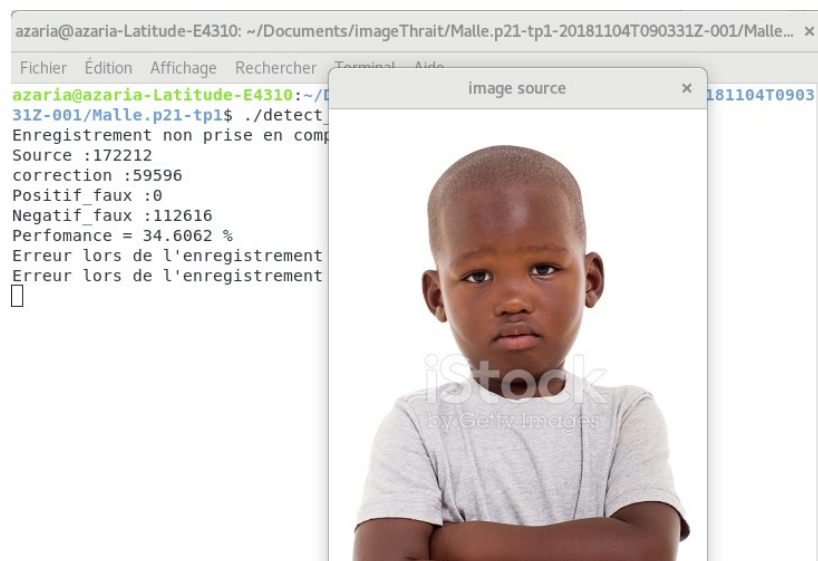 azaria@azaria-Latitude-E4310: ~/Documents/imageThrait/Malle.p21-tp1-20181104T090331Z-001/Malle... ×
Fichier Édition Affichage Rechercher Terminal Aide
image source ×
azaria@azaria-Latitude-E4310:~/D 181104T0903
31Z-001/Malle.p21-tp1$ ./detect_
Enregistrement non prise en comp
Source :172212
correction :59596
Positif_faux :0
Negatif_faux :112616
Perfomance = 34.6062 %
Erreur lors de l'enregistrement
Erreur lors de l'enregistrement
iStock
by Getty Images